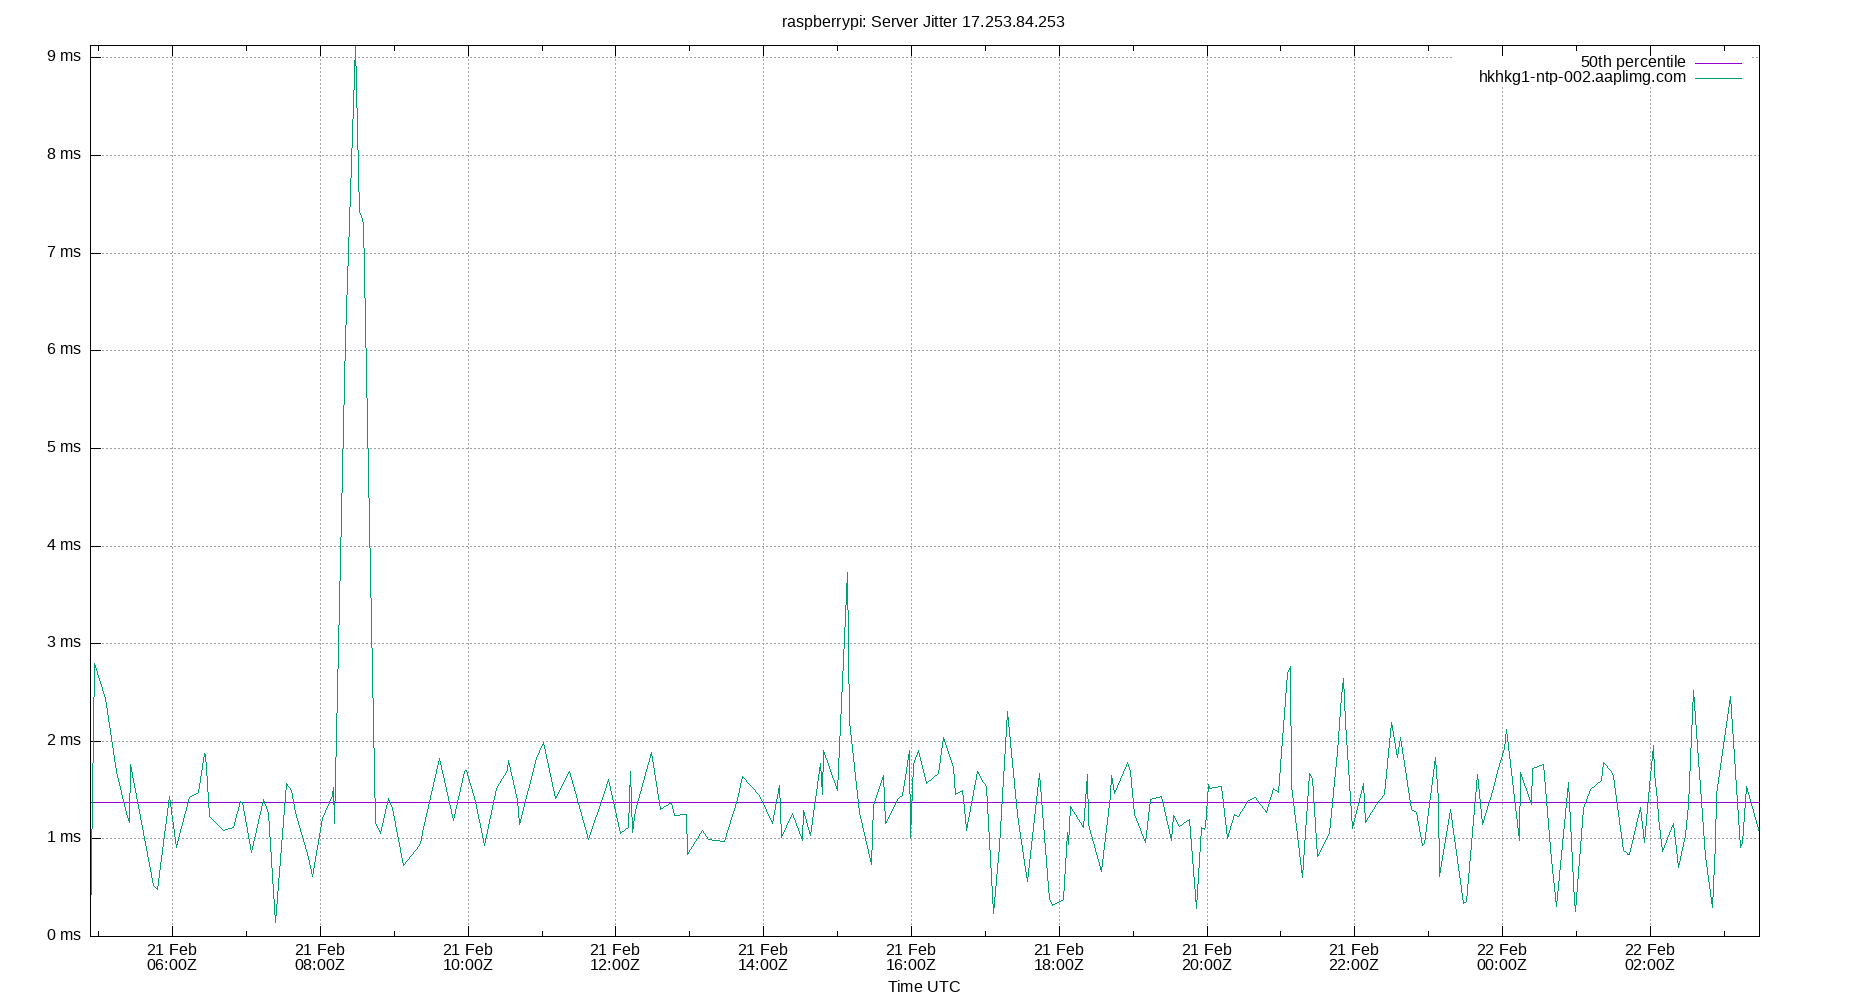 raspberrypi: Server Jitter 17.253.84.253
9 ms
8 ms
7 ms
6 ms
5 ms
4 ms
3 ms
2 ms
1 ms
0 ms
50th percentile
hkhkg1-ntp-002.aaplimg.com
21 Feb 21 Feb 21 Feb 21 Feb 21 Feb 21 Feb 21 Feb 21 Feb 21 Feb 22 Feb 22 Feb
06:00Z 08:00Z 10:00Z 12:00Z 14:00Z 16:00Z 18:00Z 20:00Z 22:00Z 00:00Z 02:00Z
Time UTC